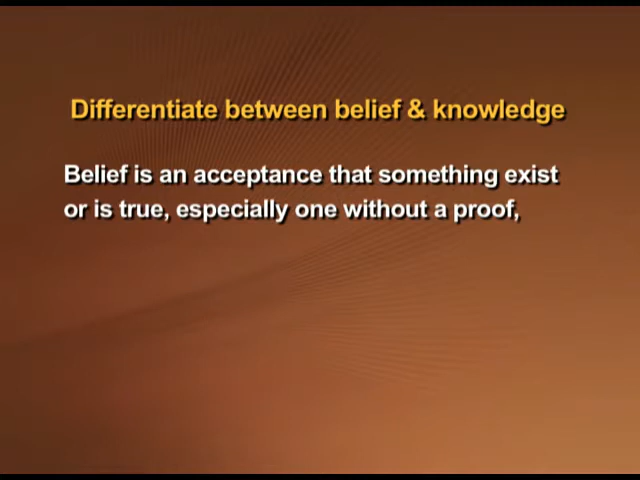 Differentiate between belief & knowledge
Belief is an acceptance that something exist
or is true, especially one without a proof,